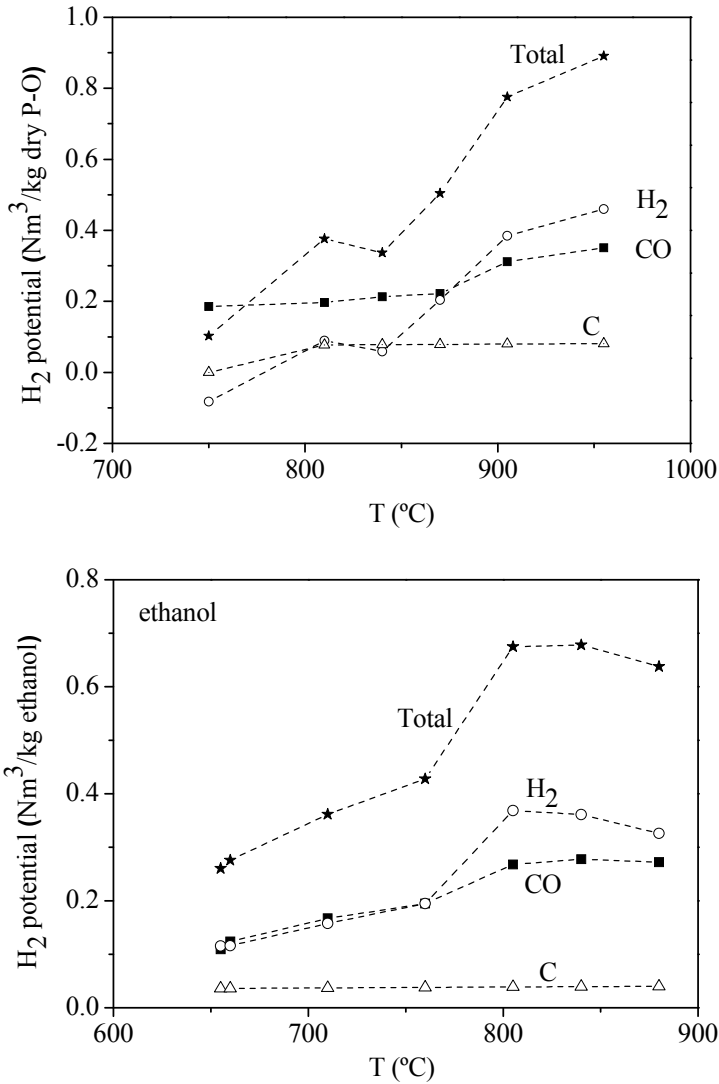 1.0
Total
0.8
0.6
H2
0.4
CO
0.2
C
0.0
-0.2
700 800 900 1000
T (ºC)
H2 potential (Nm3/kg dry P-O)
0.8
ethanol
0.6
Total
H2
0.4
CO
0.2
C
0.0
600 700 800 900
T (ºC)
H2 potential (Nm3/kg ethanol)